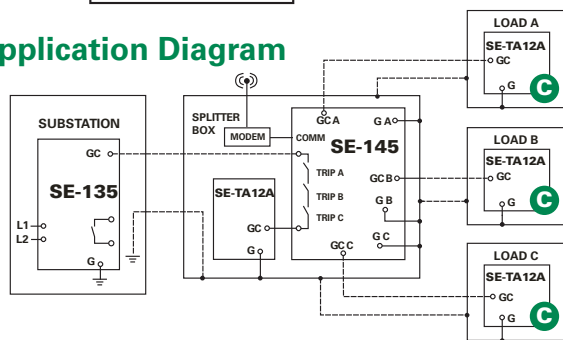 pplication Diagram
SUBSTATION
GC
SE-135
L1
L2
G
SPLITTER
BOX
MODEM
COMM
GC A
G A
SE-145
TRIP A
TRIP B
TRIP C
GC B
G B
G C
GC C
SE-TA12A
GC
G
LOAD A
SE-TA12A
GC
G
C
LOAD B
SE-TA12A
GC
G
C
LOAD C
SE-TA12A
GC
G
C